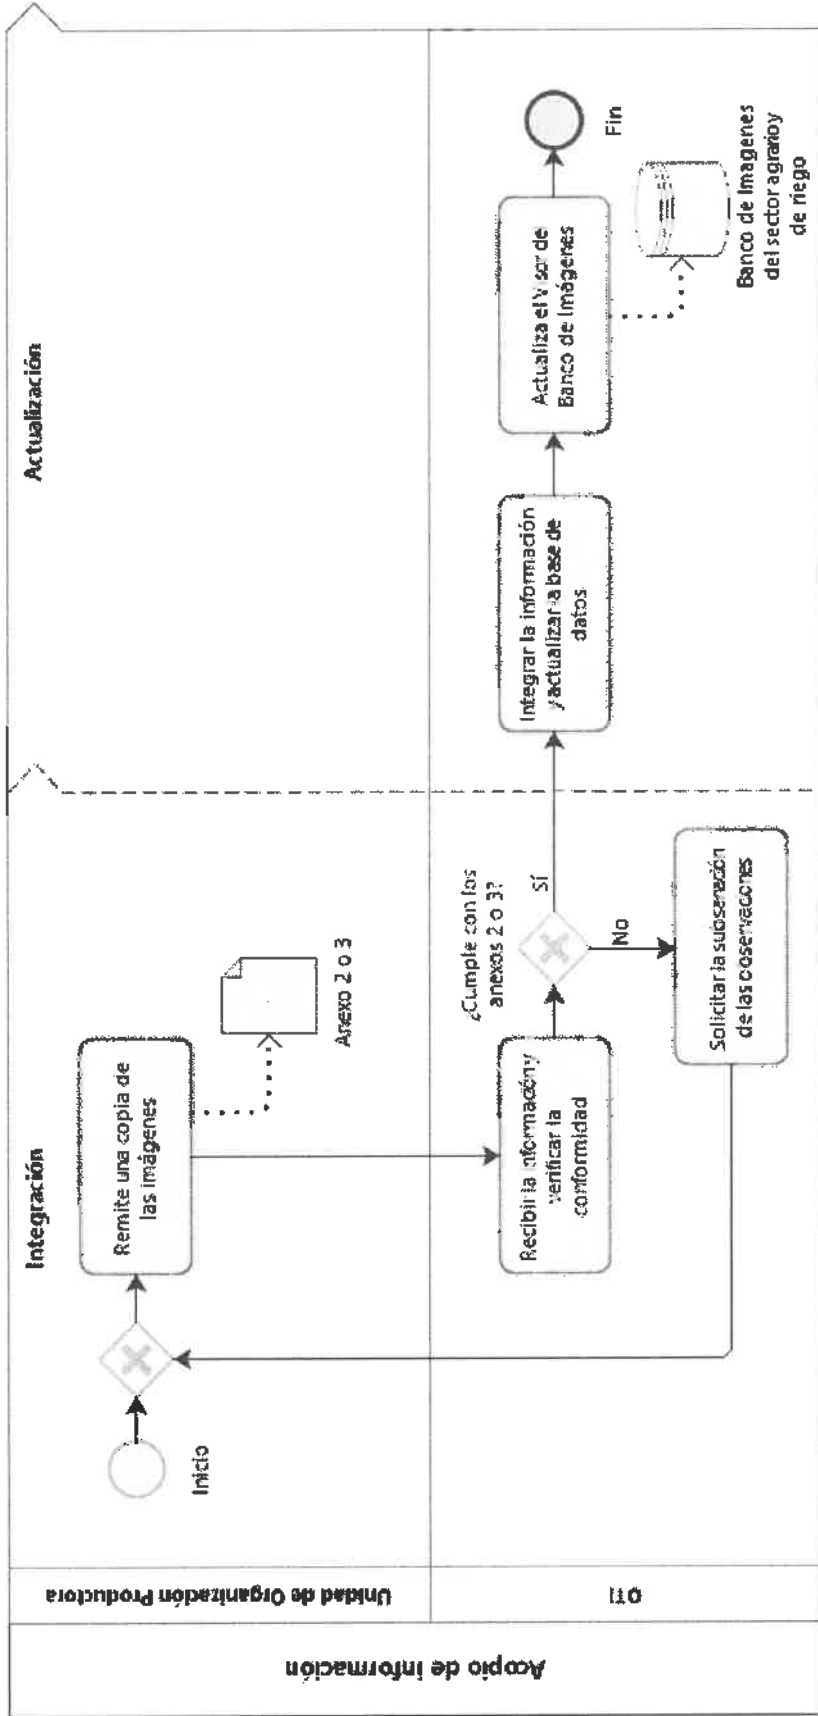 Acopio de Información
Unidad de Organización Productora
OTI
Integración
Actualización
Inicio
Remite una copia de
las imágenes
Anexo 2 o 3
Recibir la información y
verificar la
conformidad
¿Cumple con los
anexos 2 o 3?
Sí
No
Solicitar la subsanación
de las observaciones
Integrar la información
y actualizar la base de
datos
Actualiza el Visor de
Banco de Imágenes
Fin
Banco de Imagenes
del sector agrario y
de riego